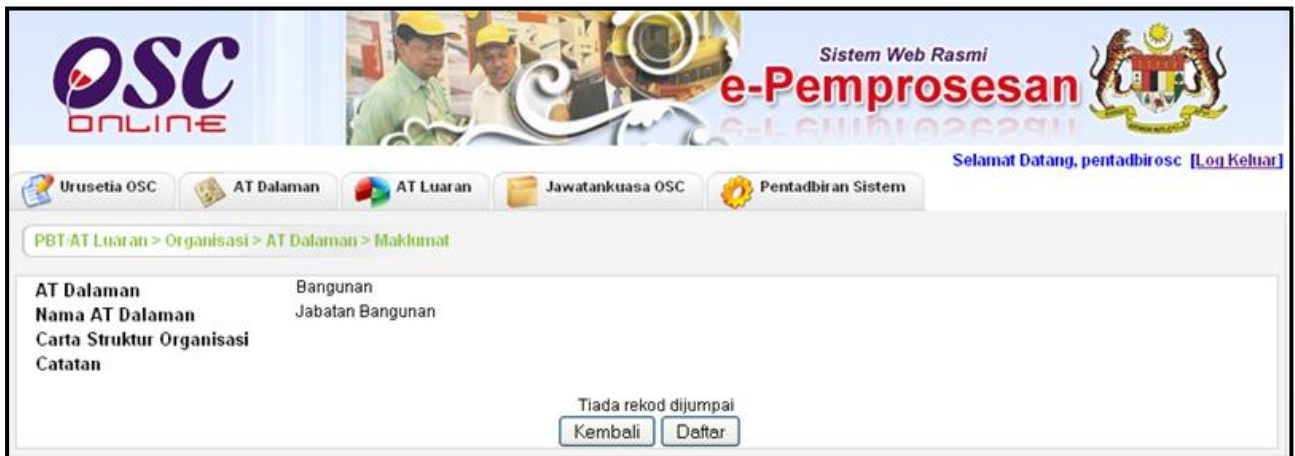 OSC
ONLINE
Sistem Web Rasmi
e-Pemprosesan
Selamat Datang, pentadbirosc [Log Keluar]
Urusetia OSC AT Dalaman AT Luaran Jawatankuasa OSC Pentadbiran Sistem
PBT/AT Luaran > Organisasi > AT Dalaman > Maklumat
AT Dalaman Bangunan
Nama AT Dalaman Jabatan Bangunan
Carta Struktur Organisasi
Catatan
Tiada rekod dijumpai
Kembali Daftar